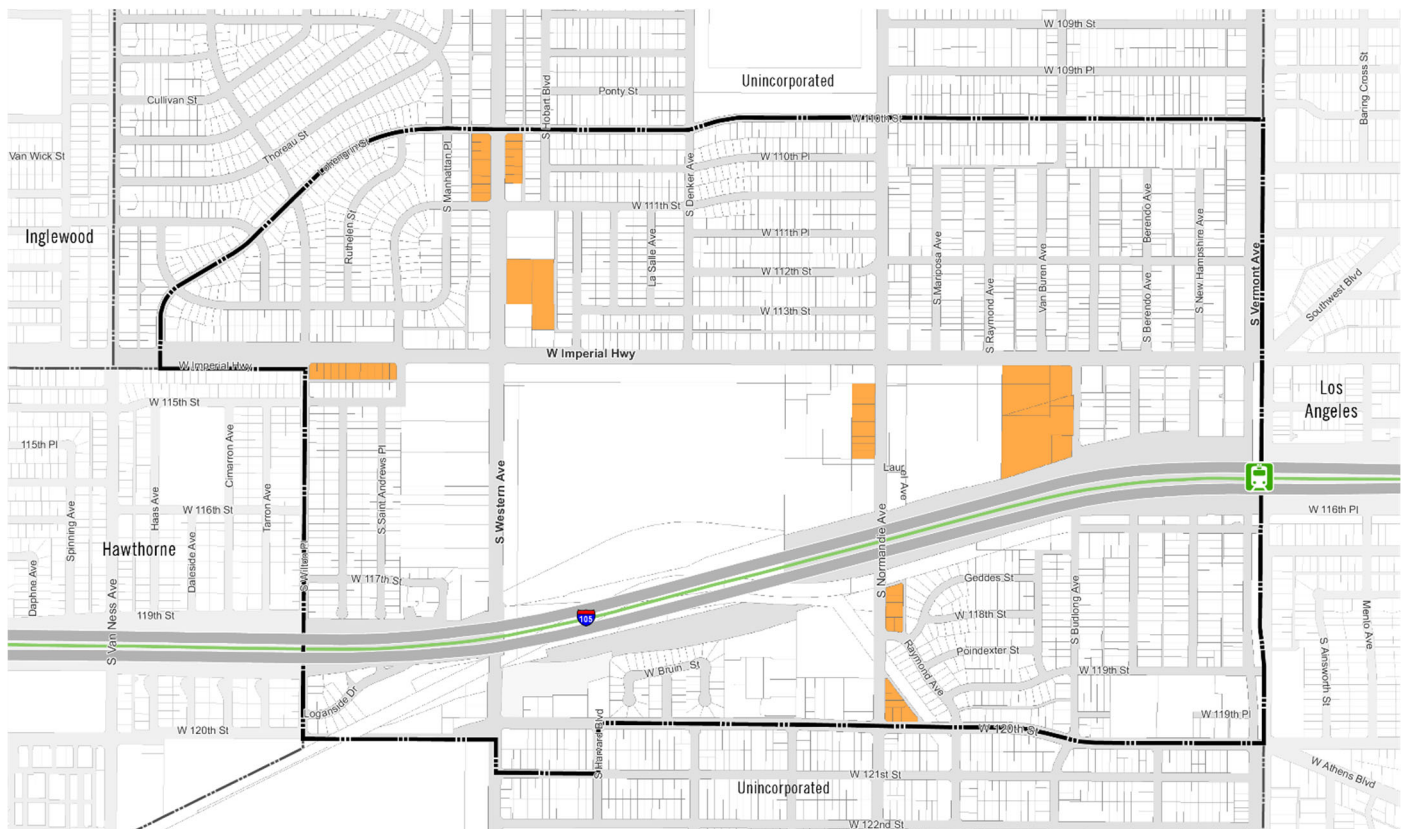 W 109th St
W 109th Pl
Unincorporated
Baring Cross St
Cullivan St
Ponty St
S Hobart Blvd
W 110th St
Thoreau St
Van Wick St
S Manhattan Pl
S Denker Ave
W 110th Pl
W 111th St
Ruthelen St
La Salle Ave
W 111th Pl
Inglewood
W 112th St
S Mariposa Ave
S Raymond Ave
Van Buren Ave
Berendo Ave
S Berendo Ave
S New Hampshire Ave
S Vermont Ave
Southwest Blvd
W 113th St
W Imperial Hwy
W Imperial Hwy
Los
Angeles
W 115th St
115th Pl
Cimarron Ave
S Saint Andrews Pl
S Western Ave
Laurel Ave
Spinning Ave
Haas Ave
Tarron Ave
W 116th St
W 116th Pl
Hawthorne
Daleside Ave
S Normandie Ave
Daphne Ave
S Van Ness Ave
S Wilton Pl
W 117th St
Geddes St
S Budlong Ave
119th St
105
W 118th St
Menlo Ave
S Ainsworth St
Poindexter St
Raymond Ave
W Bruin St
W 119th St
Loganside Dr
W 119th Pl
W 120th St
W 120th St
S Harvard Blvd
W 121st St
W Athens Blvd
Unincorporated
W 122nd St